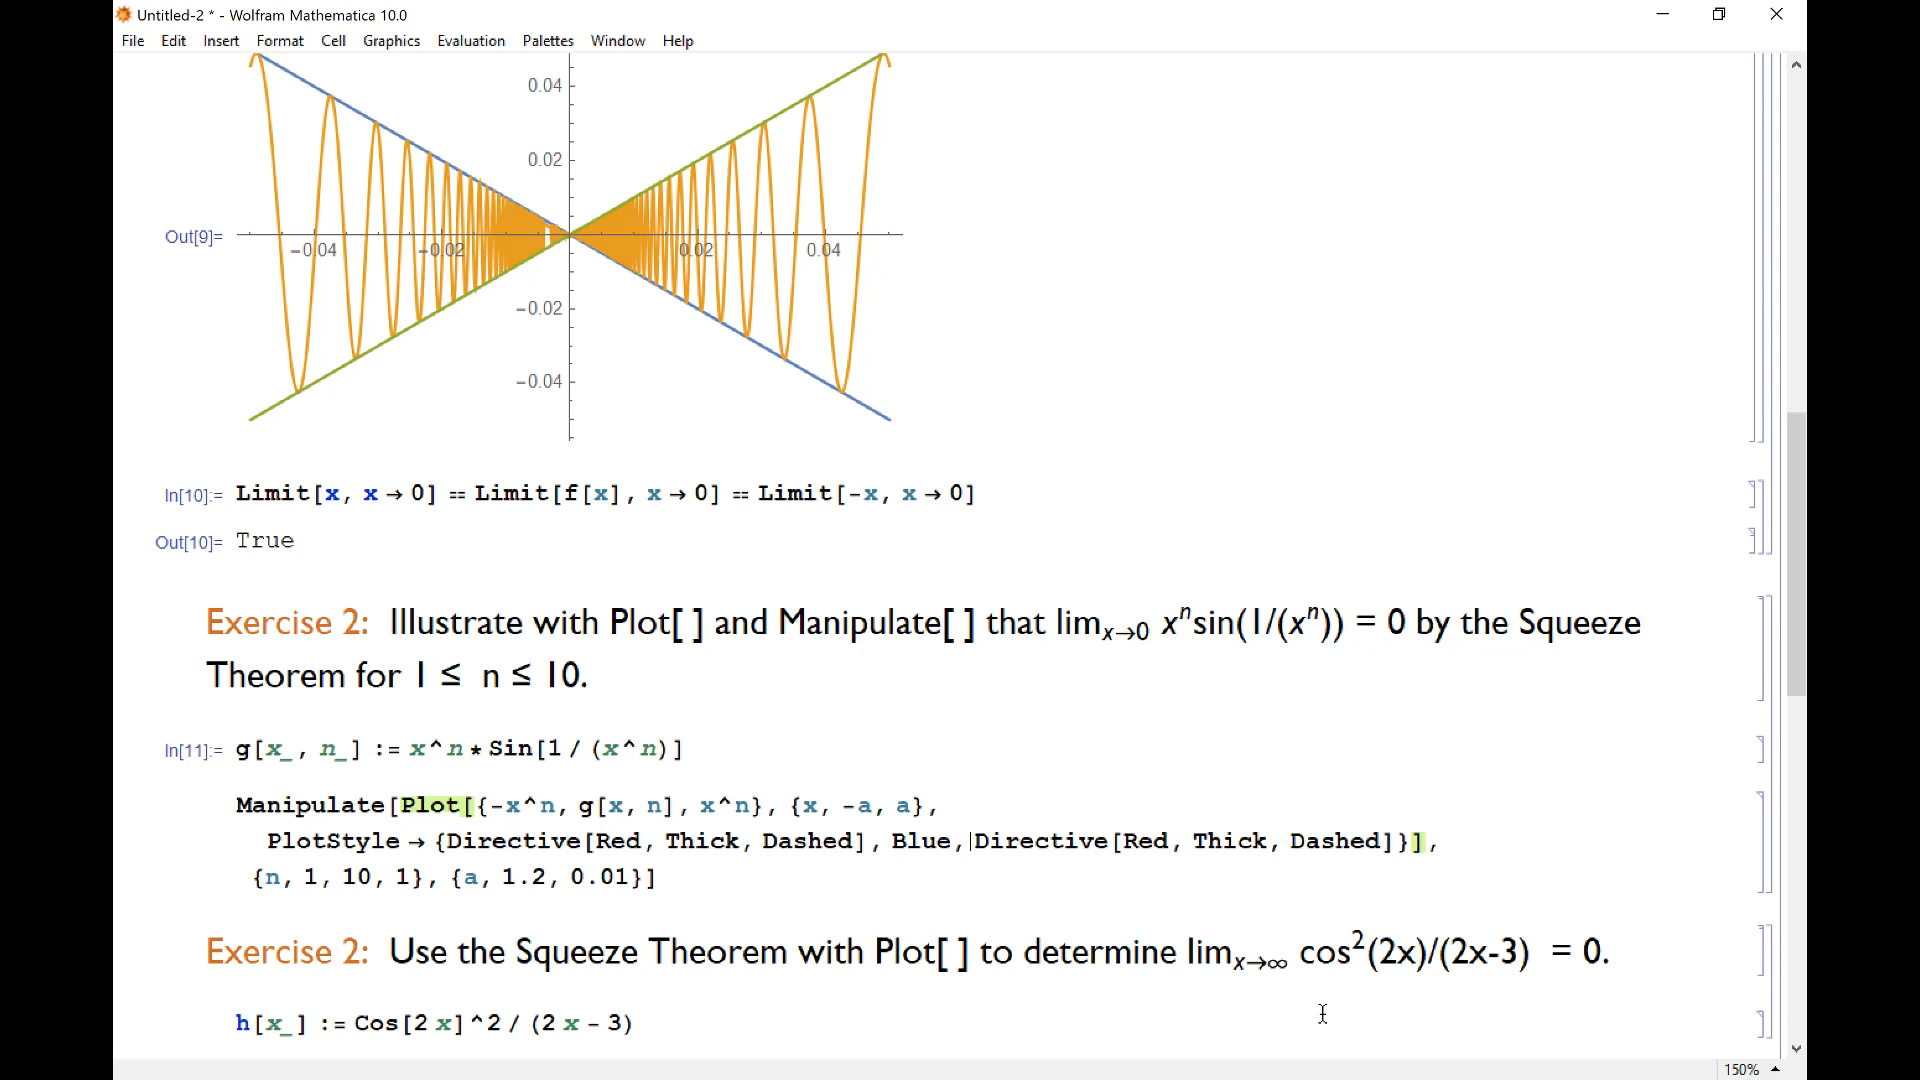 Untitled-2 * - Wolfram Mathematica 10.0
File Edit Insert Format Cell Graphics Evaluation Palettes Window Help
0.04
0.02
Out[9]=
-0.04 -0.02 0.02 0.04
-0.02
-0.04
In[10]:= Limit[x, x → 0] == Limit[f[x], x → 0] == Limit[-x, x → 0]
Out[10]= True
Exercise 2: Illustrate with Plot[ ] and Manipulate[ ] that limₓ→₀ xⁿsin(1/(xⁿ)) = 0 by the Squeeze
Theorem for 1 ≤ n ≤ 10.
In[11]:= g[x_, n_] := x^n * Sin[1 / (x^n)]
Manipulate[Plot[{-x^n, g[x, n], x^n}, {x, -a, a},
PlotStyle → {Directive[Red, Thick, Dashed], Blue, Directive[Red, Thick, Dashed]}],
{n, 1, 10, 1}, {a, 1.2, 0.01}]
Exercise 2: Use the Squeeze Theorem with Plot[ ] to determine limₓ→∞ cos²(2x)/(2x-3) = 0.
h[x_] := Cos[2 x]^2 / (2 x - 3)
150%